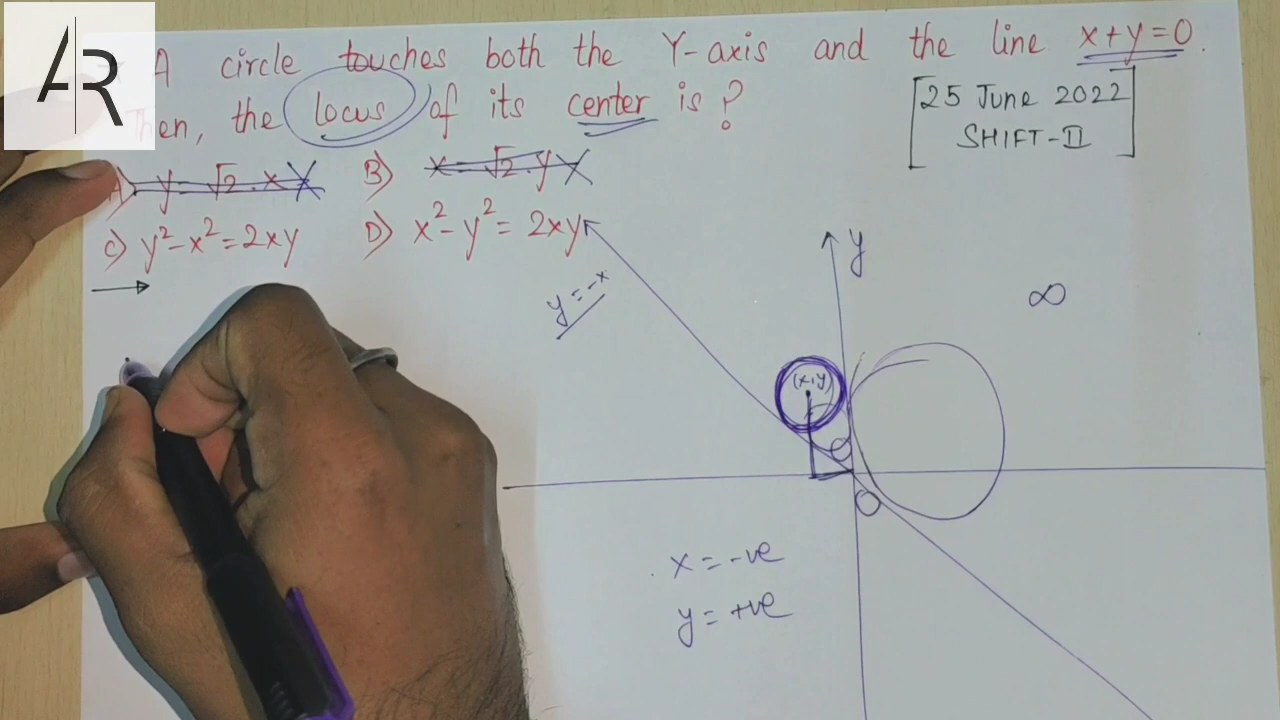 AR
A circle touches both the Y-axis and the line x+y=0.
Then, the locus of its center is ?
[25 June 2022
SHIFT-II]
A) y=√2.x X B) x=√2.y X
C) y²-x²=2xy D) x²-y²=2xy
y
y=-x
∞
(x,y)
x=-ve
y=+ve